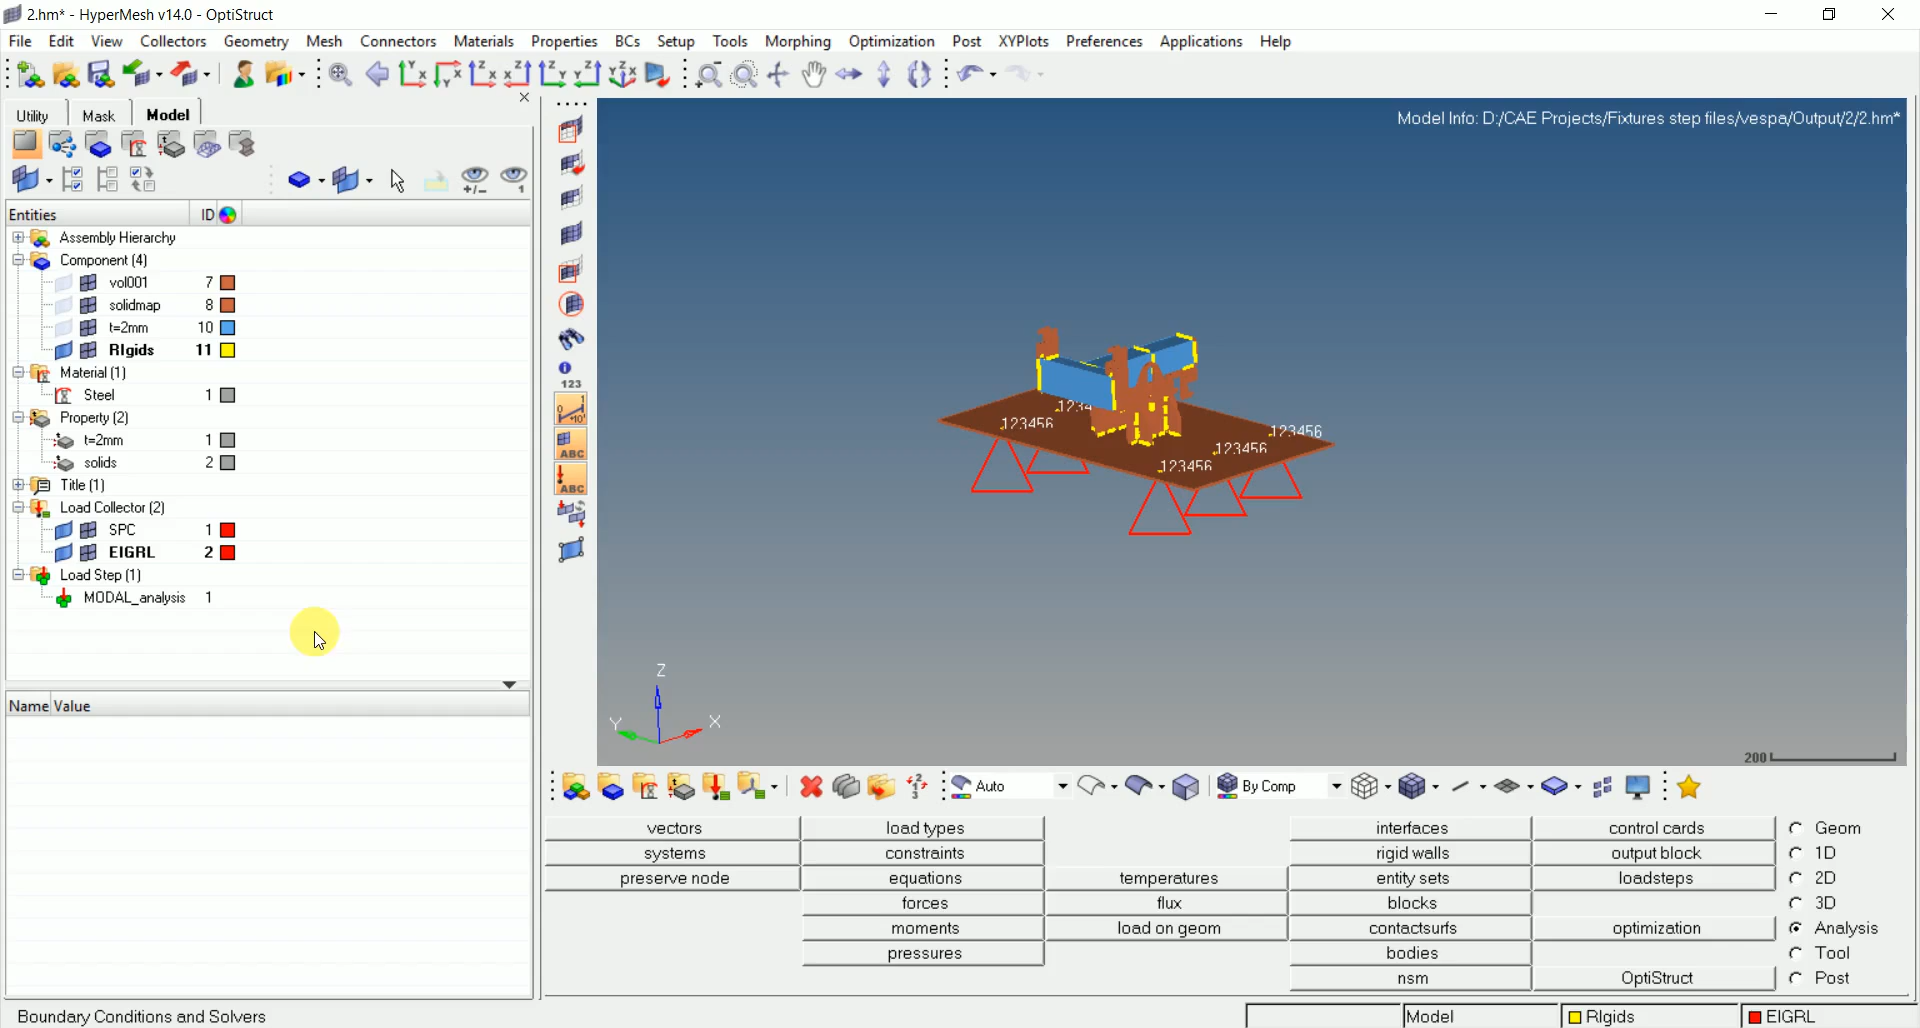 2.hm* - HyperMesh v14.0 - OptiStruct
File Edit View Collectors Geometry Mesh Connectors Materials Properties BCs Setup Tools Morphing Optimization Post XYPlots Preferences Applications Help
Utility Mask Model
Entities ID
Assembly Hierarchy
Component (4)
vol001 7
solidmap 8
t=2mm 10
RIgids 11
Material (1)
Steel 1
Property (2)
t=2mm 1
solids 2
Title (1)
Load Collector (2)
SPC 1
EIGRL 2
Load Step (1)
MODAL_analysis 1
Name Value
Model Info: D:/CAE Projects/Fixtures step files/vespa/Output/2/2.hm*
1234
123456
123456
123456
123456
Z
Y
X
200
Auto
By Comp
vectors load types interfaces control cards Geom
systems constraints rigid walls output block 1D
preserve node equations temperatures entity sets loadsteps 2D
forces flux blocks 3D
moments load on geom contactsurfs optimization Analysis
pressures bodies Tool
nsm OptiStruct Post
Boundary Conditions and Solvers Model RIgids EIGRL